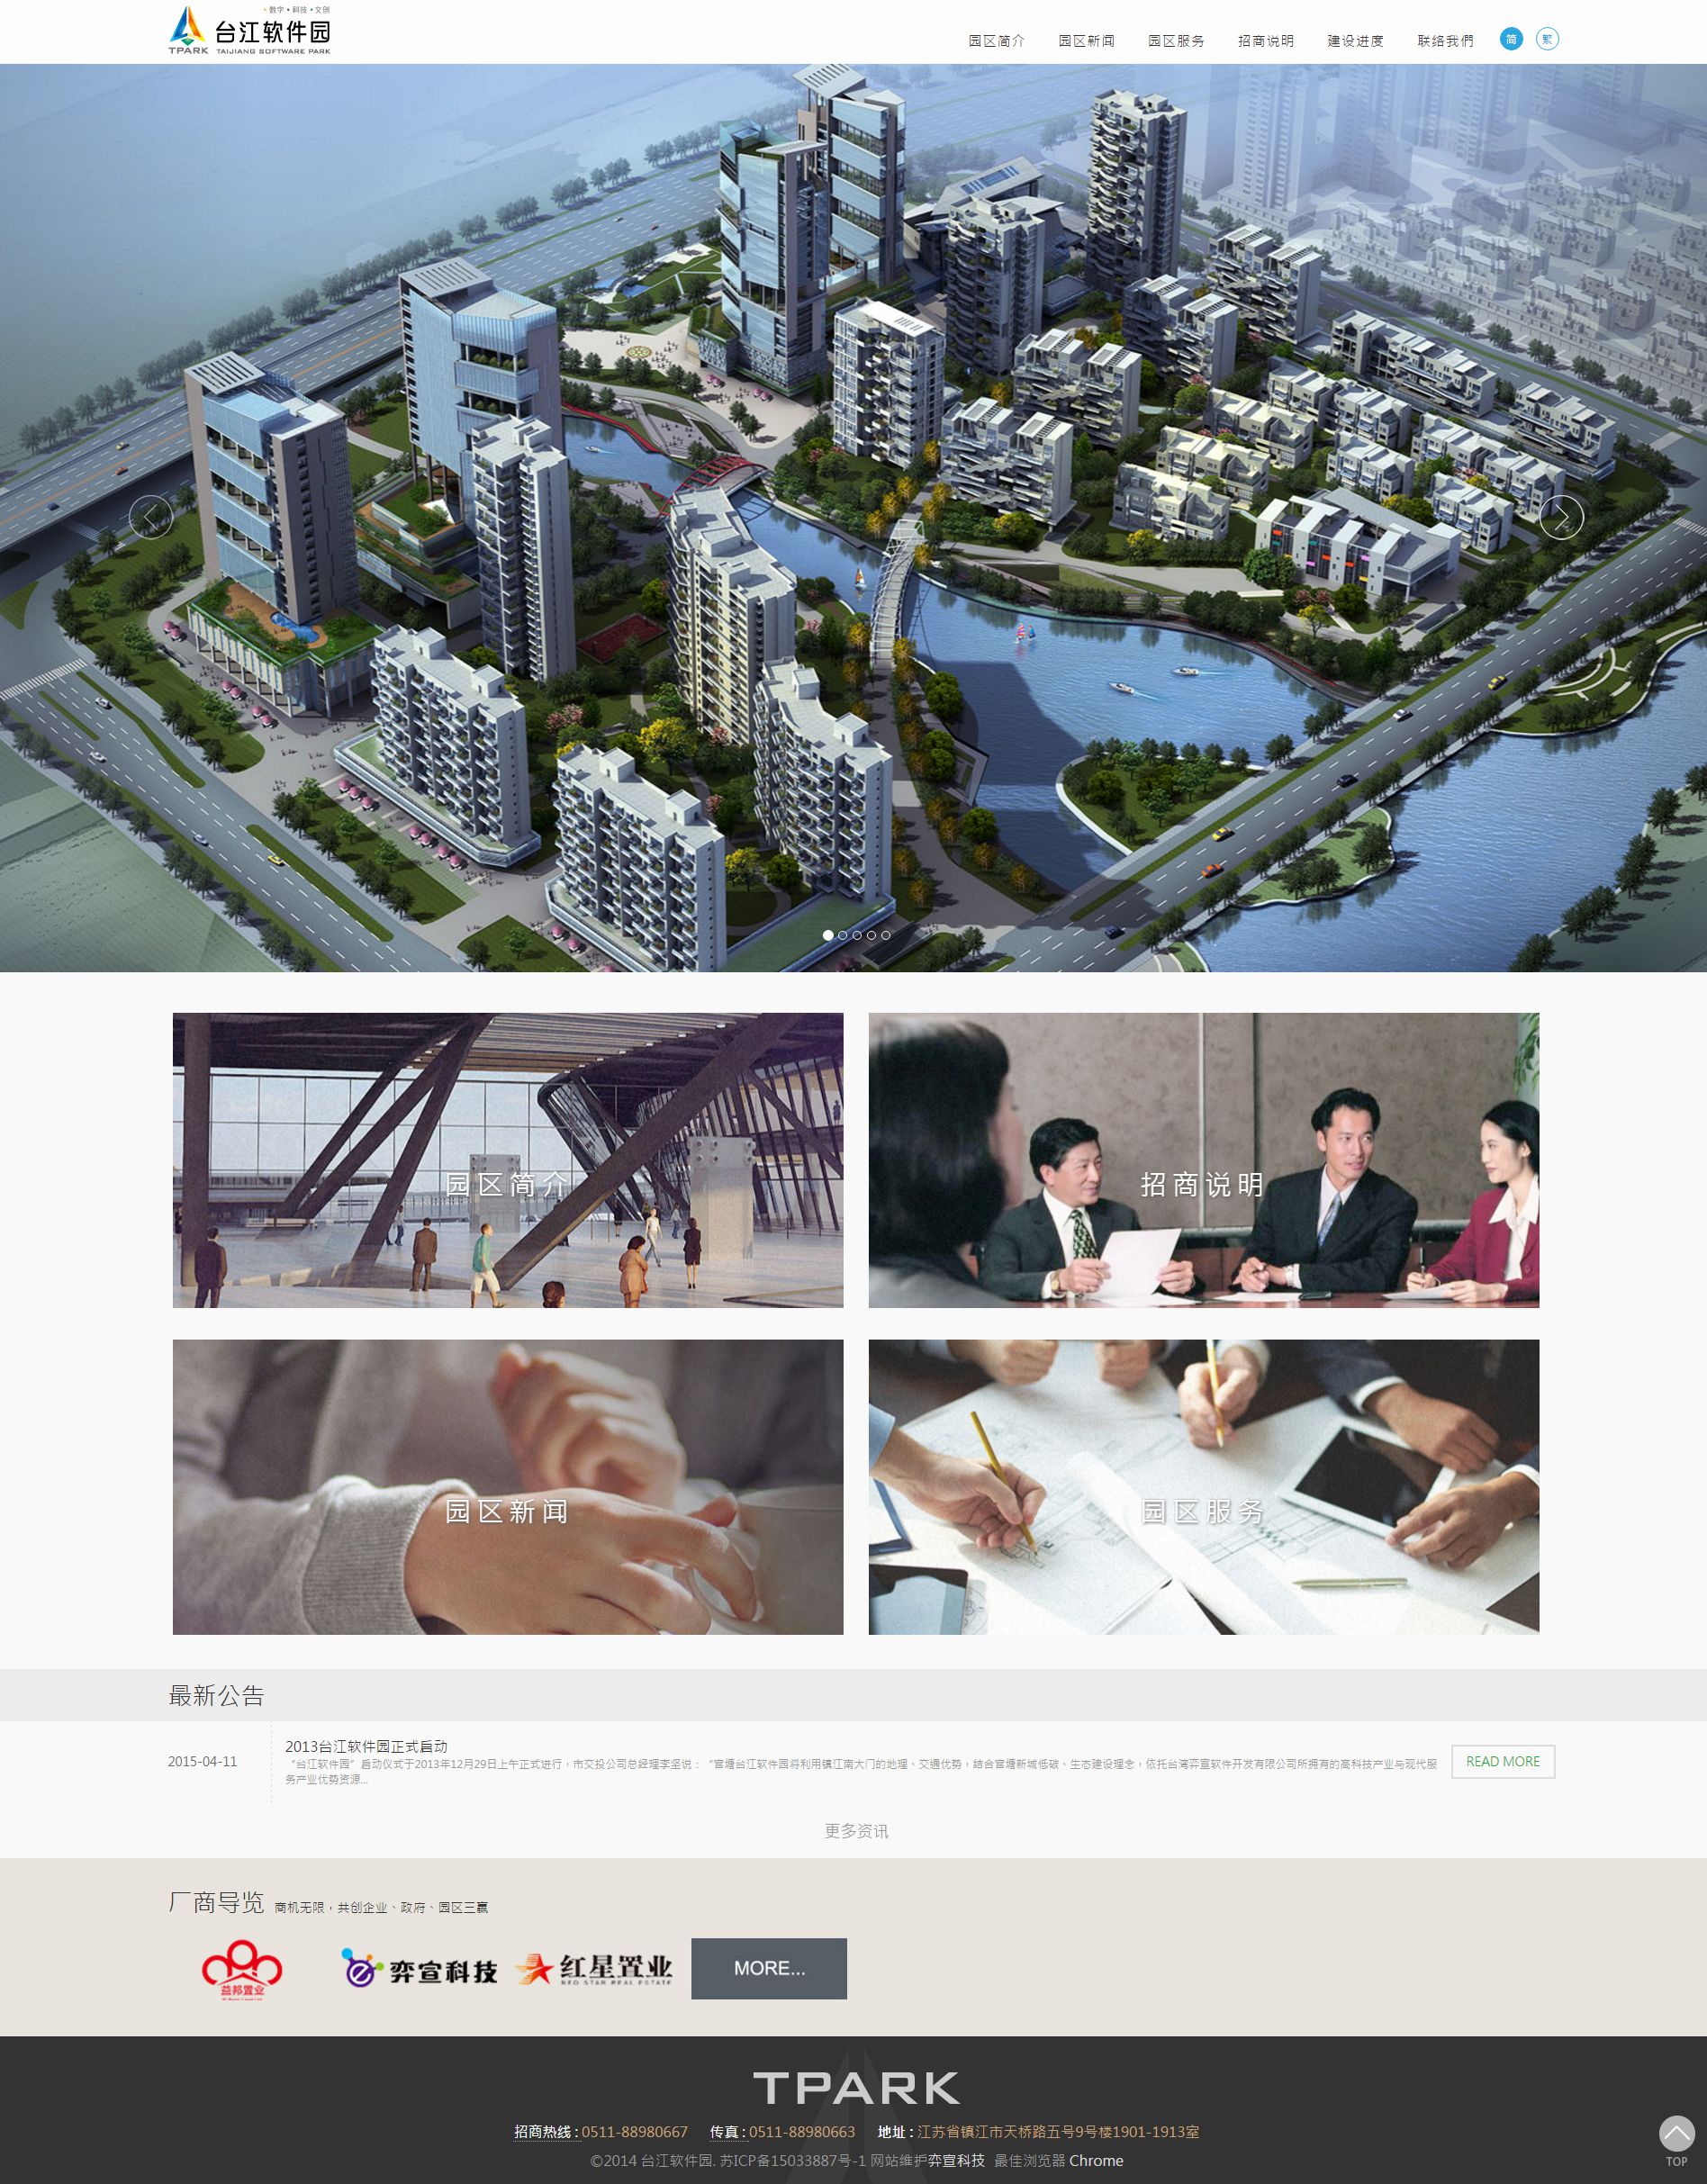 •数字•科技•文创
台江软件园
TPARK TAIJIANG SOFTWARE PARK
园区简介 园区新闻 园区服务 招商说明 建设进度 联络我們 简 繁
园区简介
招商说明
园区新闻
园区服务
最新公告
2013台江软件园正式启动
2015-04-11
“台江软件园”启动仪式于2013年12月29日上午正式进行，市交投公司总经理李坚说：“官塘台江软件园将利用镇江南大门的地理、交通优势，结合官塘新城低碳、生态建设理念，依托台湾弈宣软件开发有限公司所拥有的高科技产业与现代服
务产业优势资源...
READ MORE
更多资讯
厂商导览 商机无限，共创企业、政府、园区三赢
益邦置业
弈宣科技
红星置业
RED STAR REAL ESTATE
MORE...
TPARK
招商热线 : 0511-88980667 传真 : 0511-88980663 地址 : 江苏省镇江市天桥路五号9号楼1901-1913室
©2014 台江软件园. 苏ICP备15033887号-1 网站维护弈宣科技 最佳浏览器 Chrome
TOP